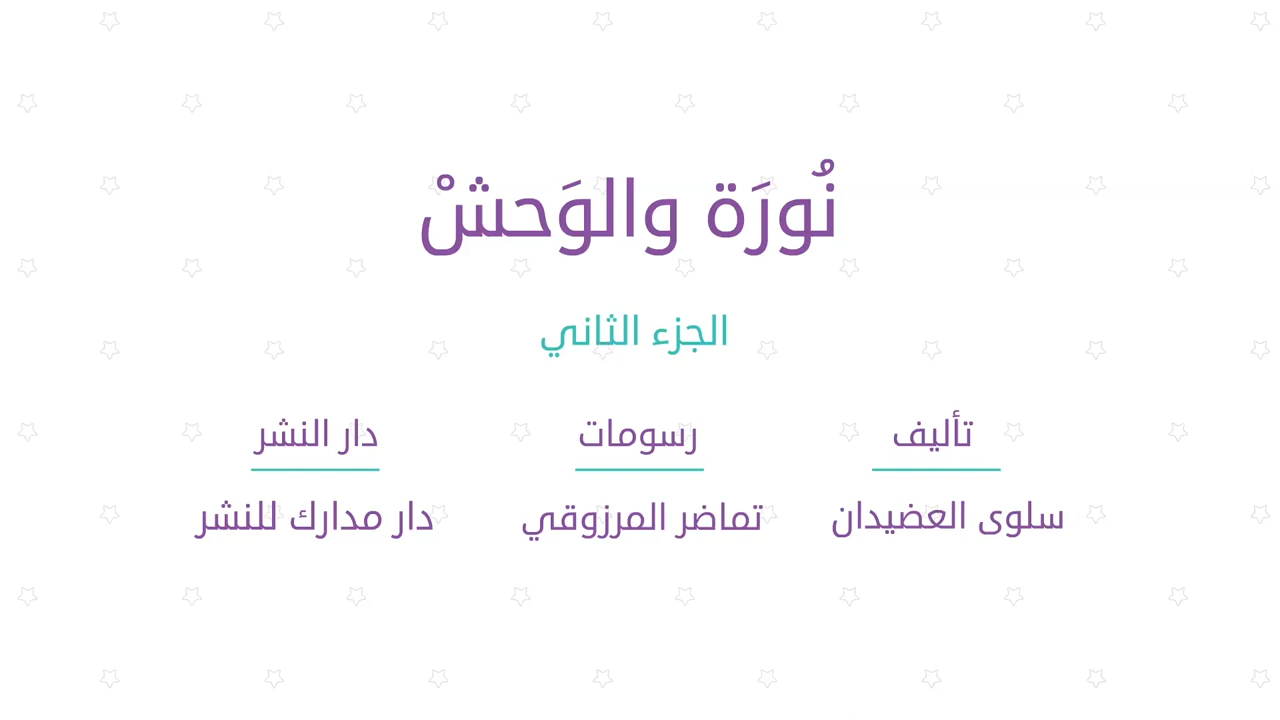 نُورَة والوَحشْ
الجزء الثاني
تأليف
رسومات
دار النشر
سلوى العضيدان
تماضر المرزوقي
دار مدارك للنشر